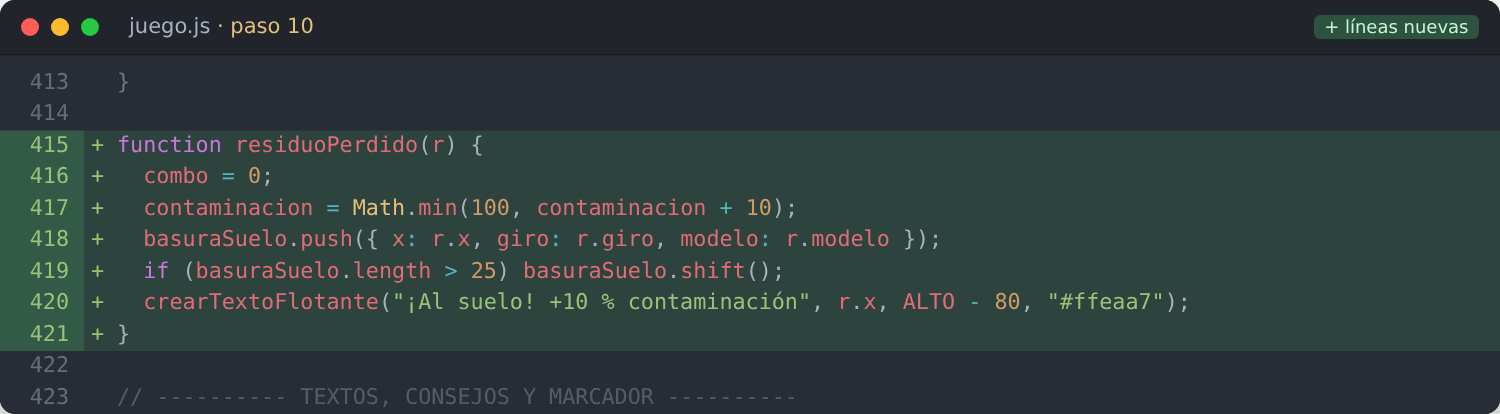 juego.js · paso 10
+ líneas nuevas
413 }
414
415 + function residuoPerdido(r) {
416 + combo = 0;
417 + contaminacion = Math.min(100, contaminacion + 10);
418 + basuraSuelo.push({ x: r.x, giro: r.giro, modelo: r.modelo });
419 + if (basuraSuelo.length > 25) basuraSuelo.shift();
420 + crearTextoFlotante("¡Al suelo! +10 % contaminación", r.x, ALTO - 80, "#ffeaa7");
421 + }
422
423 // ---------- TEXTOS, CONSEJOS Y MARCADOR ----------